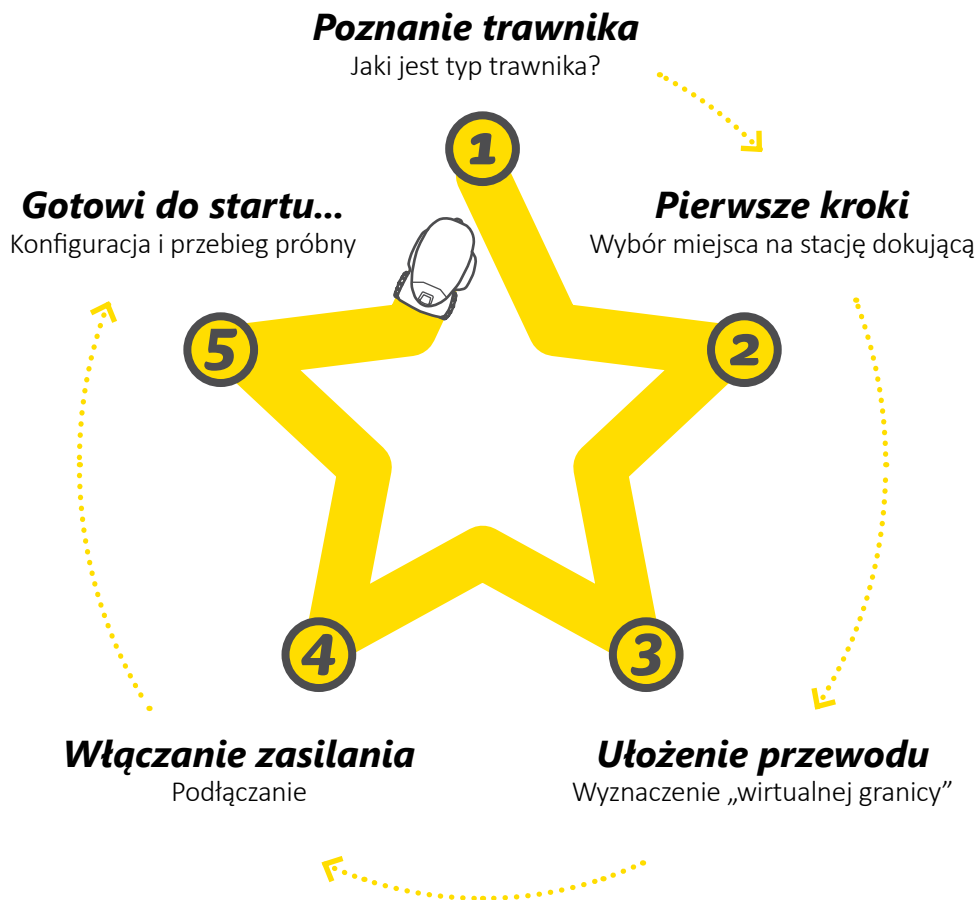 Poznanie trawnika
Jaki jest typ trawnika?
1
Pierwsze kroki
Wybór miejsca na stację dokującą
2
Ułożenie przewodu
Wyznaczenie „wirtualnej granicy”
3
Włączanie zasilania
Podłączanie
4
Gotowi do startu...
Konfiguracja i przebieg próbny
5